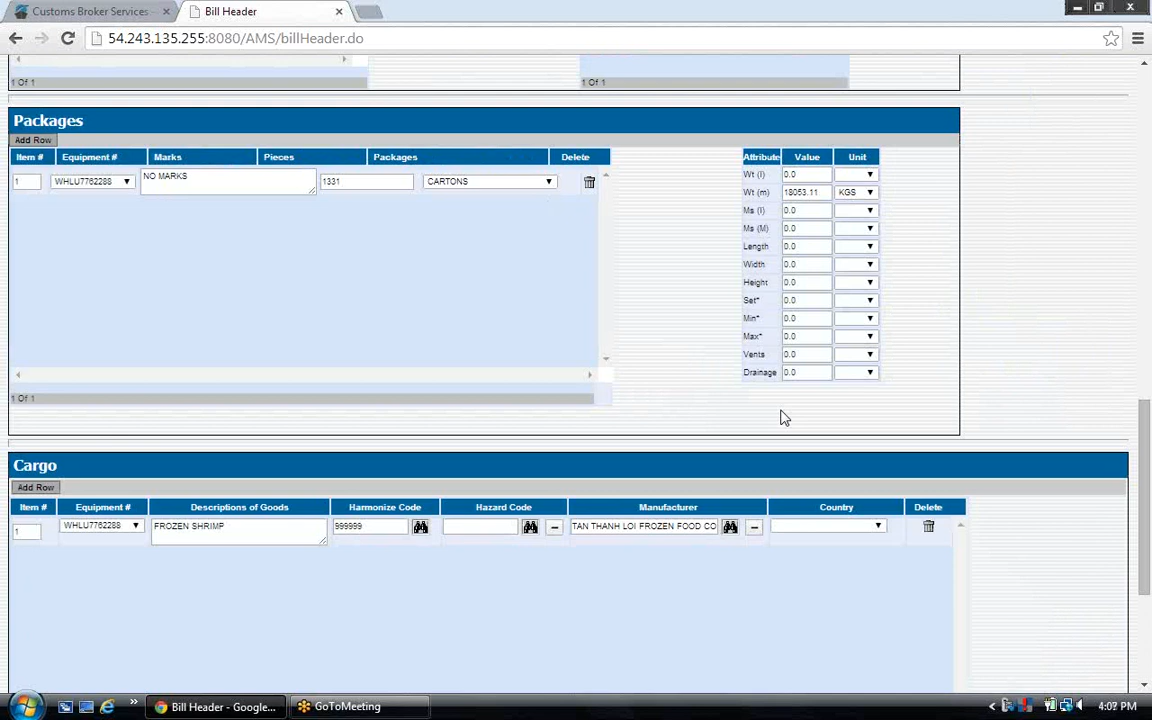 Customs Broker Services
Bill Header
54.243.135.255:8080/AMS/billHeader.do
1 Of 1
1 Of 1
Packages
Add Row
Item #
Equipment #
Marks
Pieces
Packages
Delete
1
WHLU7762288
NO MARKS
1331
CARTONS
1 Of 1
Attribute
Value
Unit
Wt (I)
0.0
Wt (m)
18053.11
KGS
Ms (I)
0.0
Ms (M)
0.0
Length
0.0
Width
0.0
Height
0.0
Set*
0.0
Min*
0.0
Max*
0.0
Vents
0.0
Drainage
0.0
Cargo
Add Row
Item #
Equipment #
Descriptions of Goods
Harmonize Code
Hazard Code
Manufacturer
Country
Delete
1
WHLU7762288
FROZEN SHRIMP
999999
TAN THANH LOI FROZEN FOOD CO
Bill Header - Google...
GoToMeeting
4:02 PM